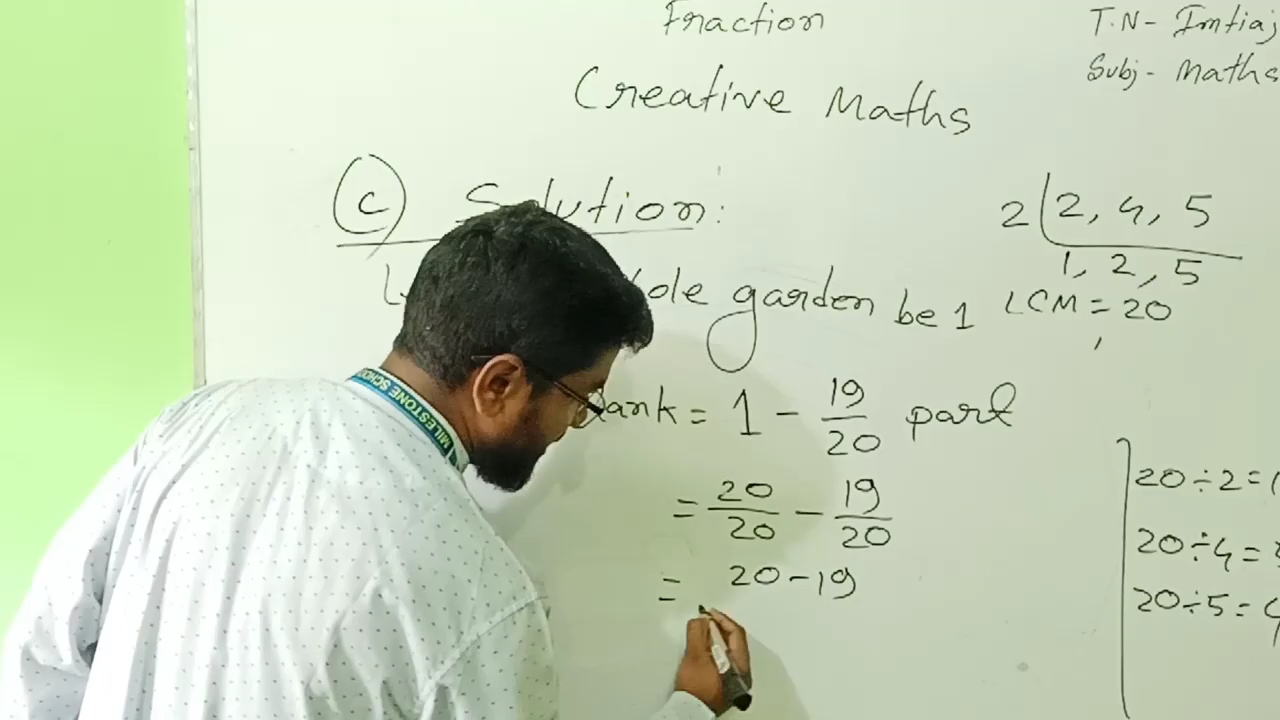 Fraction
T.N- Imtiaj
Subj- Maths
Creative Maths
c Solution:
garden be 1
= 1 - 19/20 part
= 20/20 - 19/20
= 20-19
2 | 2, 4, 5
1, 2, 5
LCM = 20
20÷2=
20÷4=
20÷5=
MILESTONE